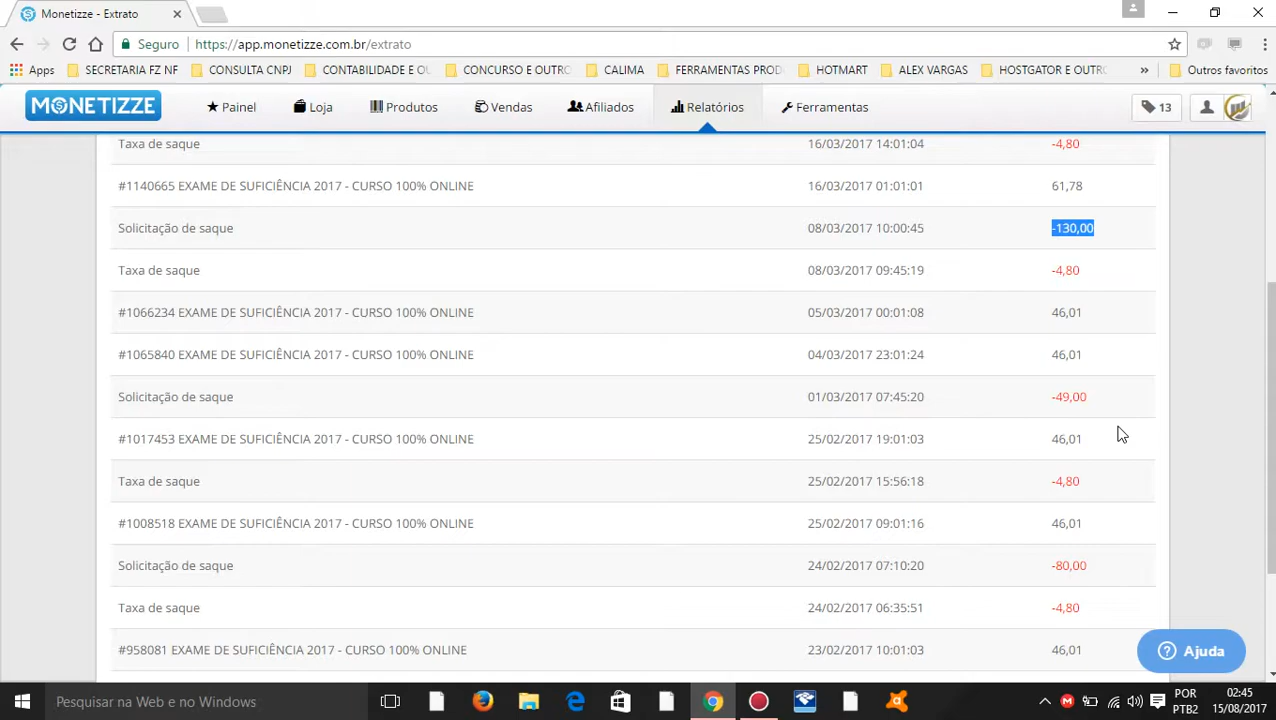 Monetizze - Extrato
Seguro https://app.monetizze.com.br/extrato
Apps SECRETARIA FZ NF CONSULTA CNPJ CONTABILIDADE E OU CONCURSO E OUTRO CALIMA FERRAMENTAS PROD HOTMART ALEX VARGAS HOSTGATOR E OUTRO » Outros favoritos
MONETIZZE Painel Loja Produtos Vendas Afiliados Relatórios Ferramentas 13
Taxa de saque 16/03/2017 14:01:04 -4,80
#1140665 EXAME DE SUFICIÊNCIA 2017 - CURSO 100% ONLINE 16/03/2017 01:01:01 61,78
Solicitação de saque 08/03/2017 10:00:45 -130,00
Taxa de saque 08/03/2017 09:45:19 -4,80
#1066234 EXAME DE SUFICIÊNCIA 2017 - CURSO 100% ONLINE 05/03/2017 00:01:08 46,01
#1065840 EXAME DE SUFICIÊNCIA 2017 - CURSO 100% ONLINE 04/03/2017 23:01:24 46,01
Solicitação de saque 01/03/2017 07:45:20 -49,00
#1017453 EXAME DE SUFICIÊNCIA 2017 - CURSO 100% ONLINE 25/02/2017 19:01:03 46,01
Taxa de saque 25/02/2017 15:56:18 -4,80
#1008518 EXAME DE SUFICIÊNCIA 2017 - CURSO 100% ONLINE 25/02/2017 09:01:16 46,01
Solicitação de saque 24/02/2017 07:10:20 -80,00
Taxa de saque 24/02/2017 06:35:51 -4,80
#958081 EXAME DE SUFICIÊNCIA 2017 - CURSO 100% ONLINE 23/02/2017 10:01:03 46,01
Ajuda
Pesquisar na Web e no Windows POR 02:45
PTB2 15/08/2017